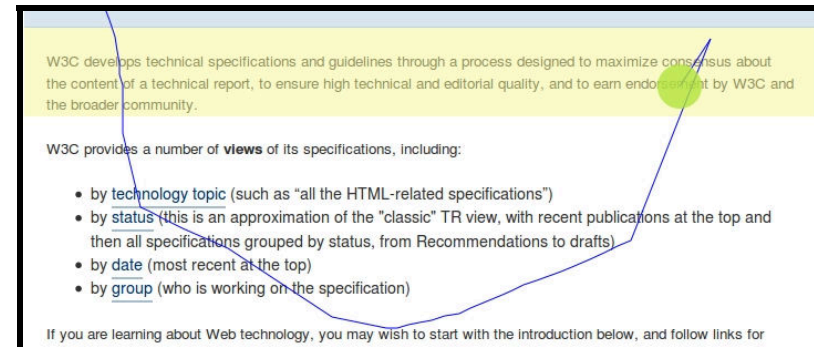 W3C develops technical specifications and guidelines through a process designed to maximize consensus about
the content of a technical report, to ensure high technical and editorial quality, and to earn endorsement by W3C and
the broader community.
W3C provides a number of views of its specifications, including:
• by technology topic (such as “all the HTML-related specifications”)
• by status (this is an approximation of the "classic" TR view, with recent publications at the top and
then all specifications grouped by status, from Recommendations to drafts)
• by date (most recent at the top)
• by group (who is working on the specification)
If you are learning about Web technology, you may wish to start with the introduction below, and follow links for